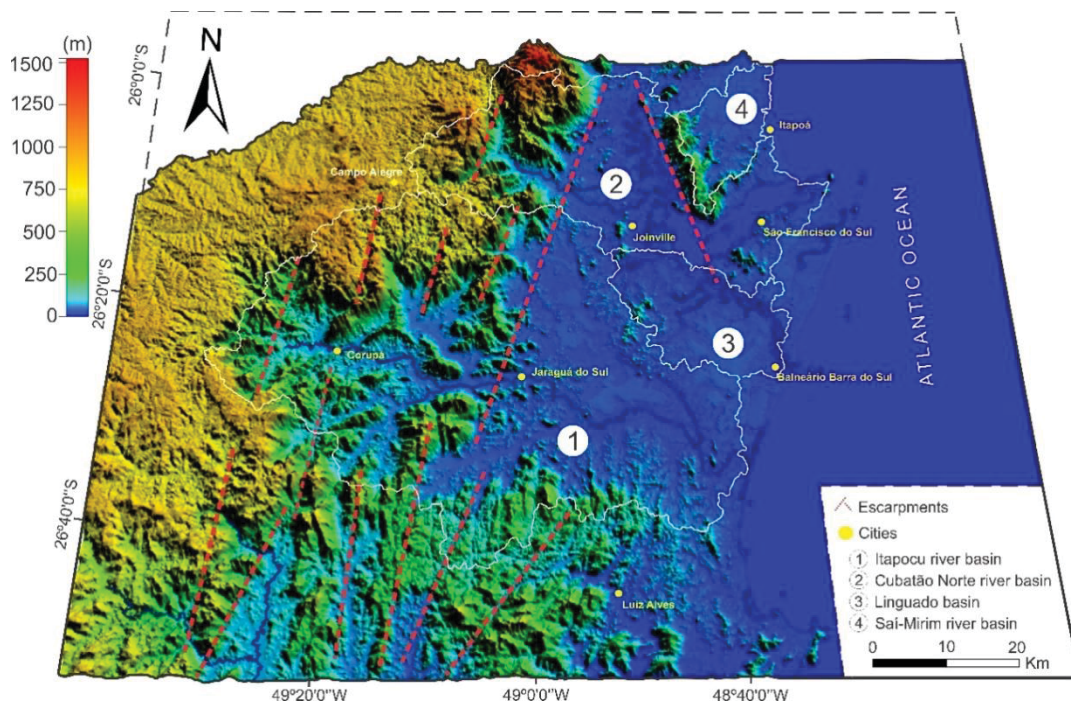 (m)
1500
1250
1000
750
500
250
0
N
26°0'0"S
26°20'0"S
26°40'0"S
49°20'0"W
49°0'0"W
48°40'0"W
Campo Alegre
4
Itapoá
2
Joinville
São Francisco do Sul
ATLANTIC OCEAN
Corupá
Jaraguá do Sul
3
Balneário Barra do Sul
1
Luiz Alves
Escarpments
Cities
1 Itapocu river basin
2 Cubatão Norte river basin
3 Linguado basin
4 Saí-Mirim river basin
0 10 20
Km